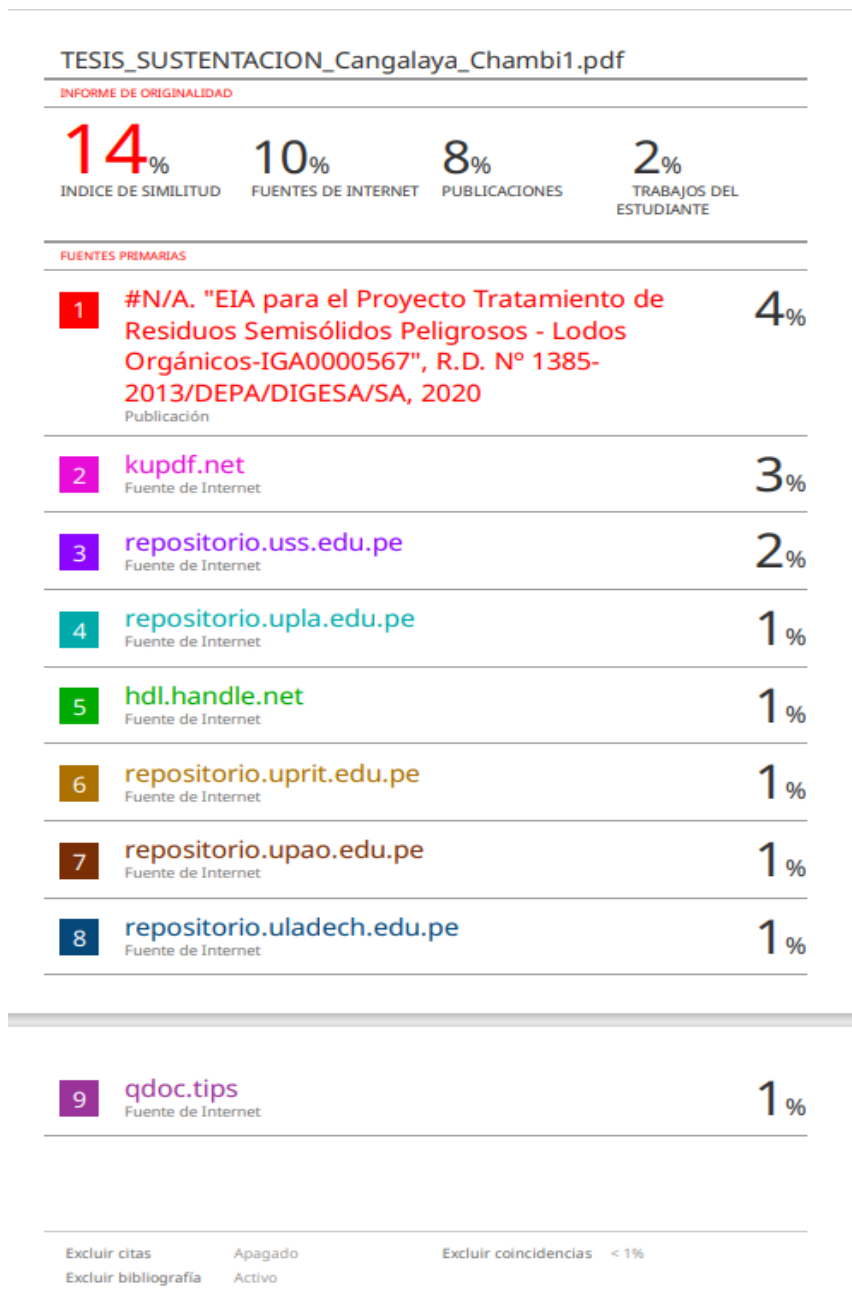 TESIS_SUSTENTACION_Cangalaya_Chambi1.pdf
INFORME DE ORIGINALIDAD
14% 10% 8% 2%
INDICE DE SIMILITUD FUENTES DE INTERNET PUBLICACIONES TRABAJOS DEL
ESTUDIANTE
FUENTES PRIMARIAS
1 #N/A. "EIA para el Proyecto Tratamiento de 4%
Residuos Semisólidos Peligrosos - Lodos
Orgánicos-IGA0000567", R.D. Nº 1385-
2013/DEPA/DIGESA/SA, 2020
Publicación
2 kupdf.net 3%
Fuente de Internet
3 repositorio.uss.edu.pe 2%
Fuente de Internet
4 repositorio.upla.edu.pe 1%
Fuente de Internet
5 hdl.handle.net 1%
Fuente de Internet
6 repositorio.uprit.edu.pe 1%
Fuente de Internet
7 repositorio.upao.edu.pe 1%
Fuente de Internet
8 repositorio.uladech.edu.pe 1%
Fuente de Internet
9 qdoc.tips 1%
Fuente de Internet
Excluir citas Apagado Excluir coincidencias < 1%
Excluir bibliografía Activo